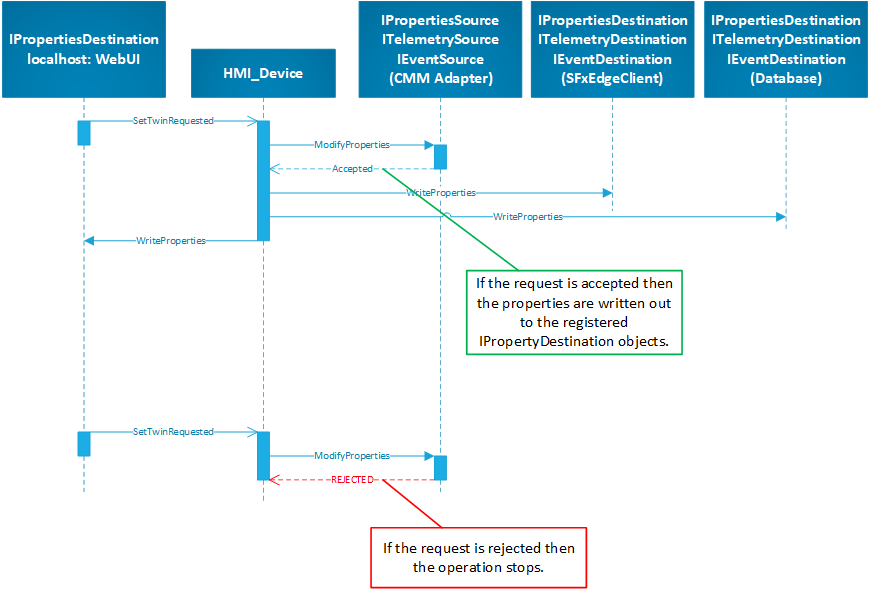 IPropertiesDestination
localhost: WebUI
HMI_Device
IPropertiesSource
ITelemetrySource
IEventSource
(CMM Adapter)
IPropertiesDestination
ITelemetryDestination
IEventDestination
(SFxEdgeClient)
IPropertiesDestination
ITelemetryDestination
IEventDestination
(Database)
SetTwinRequested
ModifyProperties
Accepted
WriteProperties
WriteProperties
WriteProperties
If the request is accepted then
the properties are written out
to the registered
IPropertyDestination objects.
SetTwinRequested
ModifyProperties
REJECTED
If the request is rejected then
the operation stops.